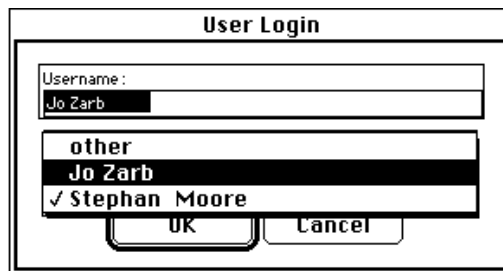 User Login
Username:
Jo Zarb
other
Jo Zarb
✓ Stephan Moore
OK
Cancel